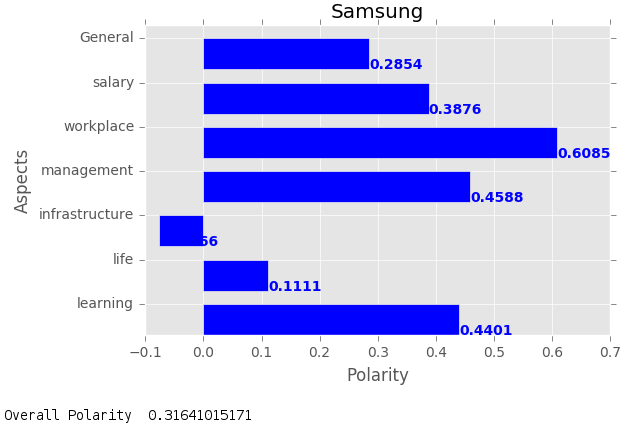 Samsung
General
0.2854
salary
0.3876
workplace
0.6085
management
0.4588
infrastructure
life
0.1111
learning
0.4401
Aspects
−0.1 0.0 0.1 0.2 0.3 0.4 0.5 0.6 0.7
Polarity
Overall Polarity 0.31641015171